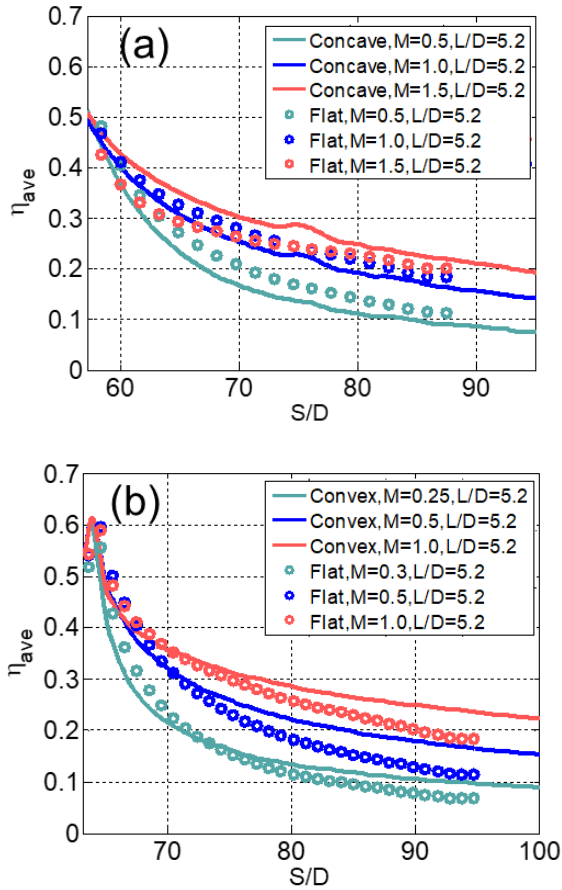 (a)
Concave,M=0.5,L/D=5.2
Concave,M=1.0,L/D=5.2
Concave,M=1.5,L/D=5.2
Flat,M=0.5,L/D=5.2
Flat,M=1.0,L/D=5.2
Flat,M=1.5,L/D=5.2
0.7
0.6
0.5
0.4
0.3
0.2
0.1
0
ηave
60
70
80
90
S/D
(b)
Convex,M=0.25,L/D=5.2
Convex,M=0.5,L/D=5.2
Convex,M=1.0,L/D=5.2
Flat,M=0.3,L/D=5.2
Flat,M=0.5,L/D=5.2
Flat,M=1.0,L/D=5.2
0.7
0.6
0.5
0.4
0.3
0.2
0.1
0
ηave
70
80
90
100
S/D